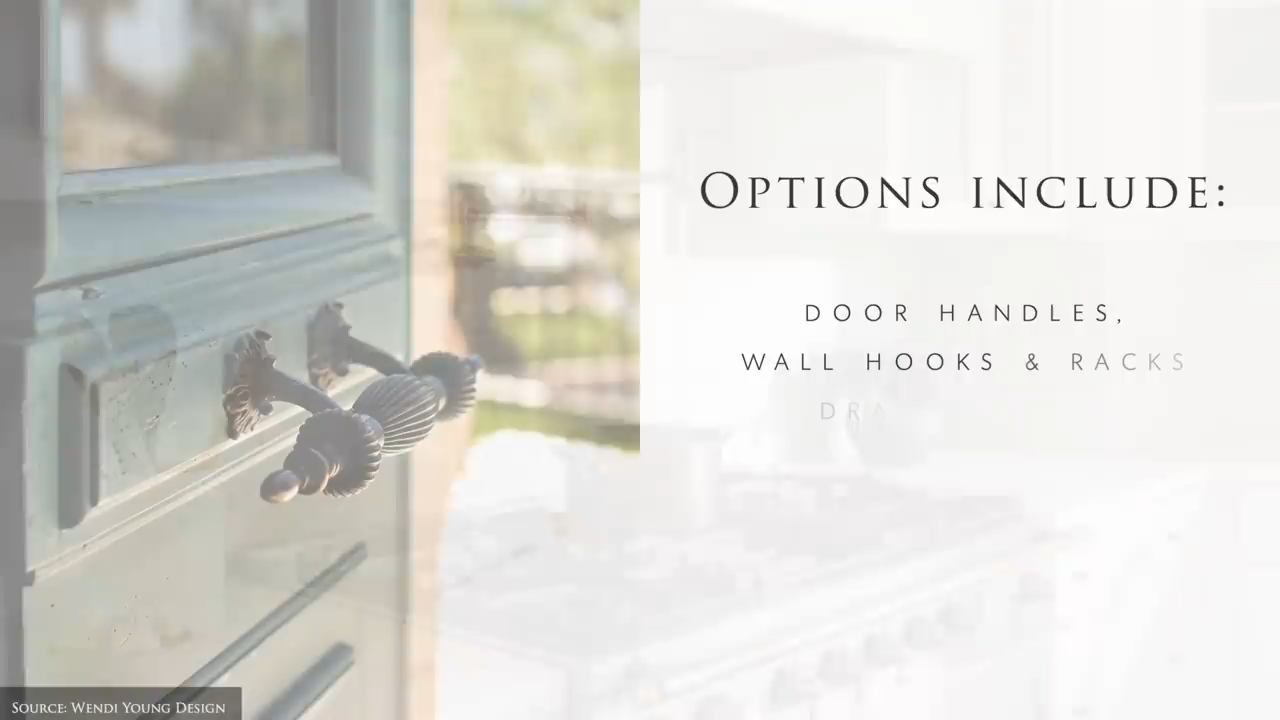 Options include:
DOOR HANDLES,
WALL HOOKS & RACKS
Source: Wendi Young Design